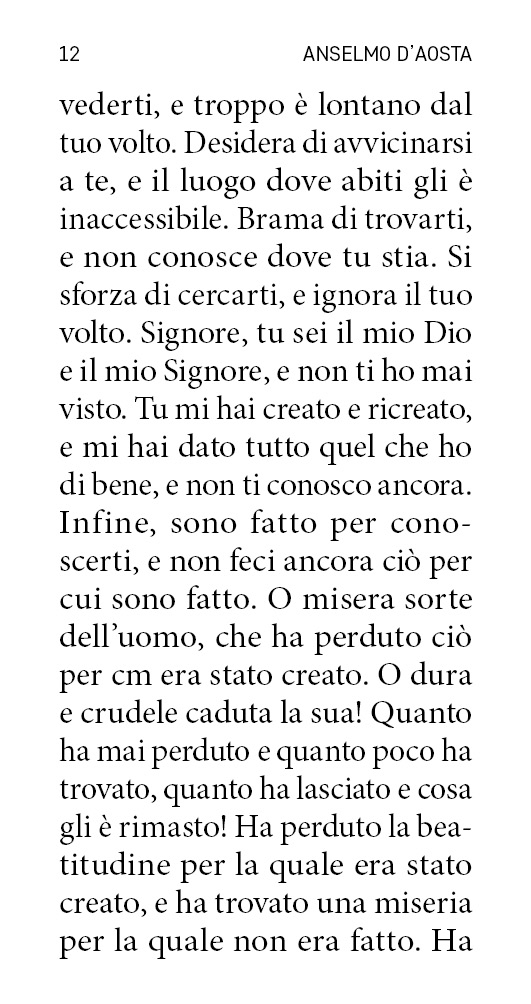 12 ANSELMO D'AOSTA
vederti, e troppo è lontano dal
tuo volto. Desidera di avvicinarsi
a te, e il luogo dove abiti gli è
inaccessibile. Brama di trovarti,
e non conosce dove tu stia. Si
sforza di cercarti, e ignora il tuo
volto. Signore, tu sei il mio Dio
e il mio Signore, e non ti ho mai
visto. Tu mi hai creato e ricreato,
e mi hai dato tutto quel che ho
di bene, e non ti conosco ancora.
Infine, sono fatto per cono-
scerti, e non feci ancora ciò per
cui sono fatto. O misera sorte
dell’uomo, che ha perduto ciò
per cm era stato creato. O dura
e crudele caduta la sua! Quanto
ha mai perduto e quanto poco ha
trovato, quanto ha lasciato e cosa
gli è rimasto! Ha perduto la bea-
titudine per la quale era stato
creato, e ha trovato una miseria
per la quale non era fatto. Ha